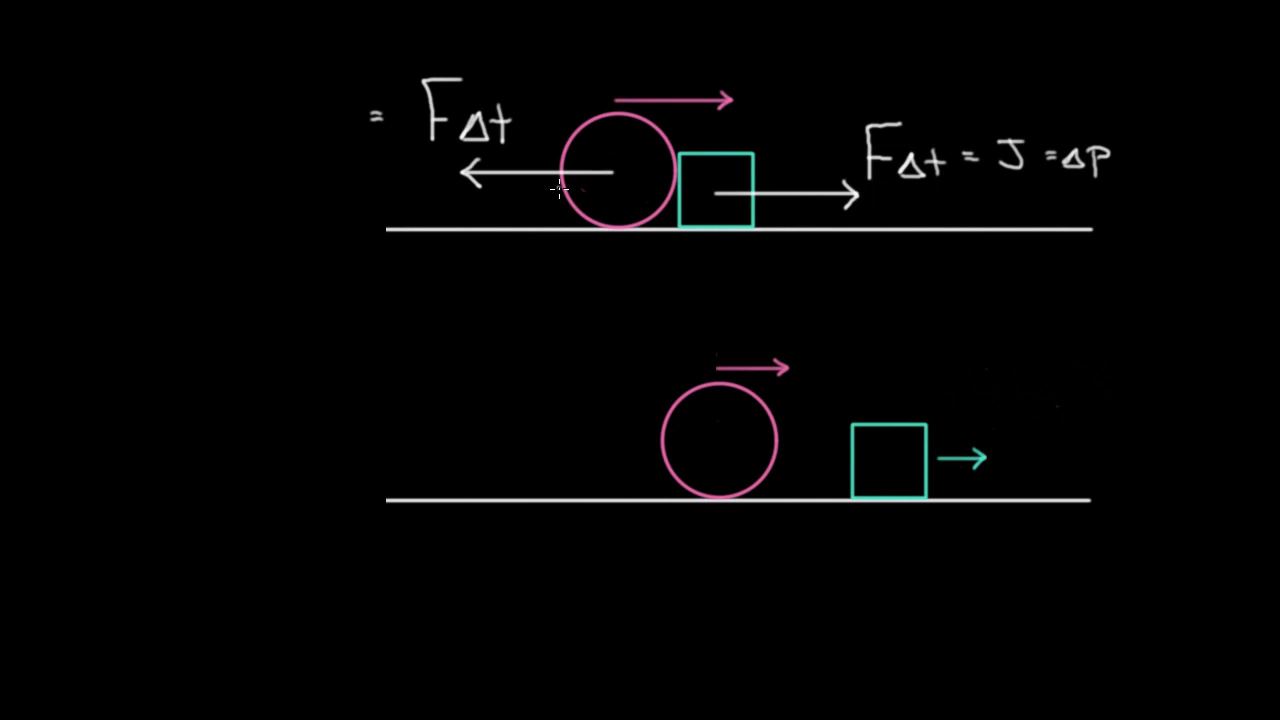 = FΔt
FΔt = J = Δp